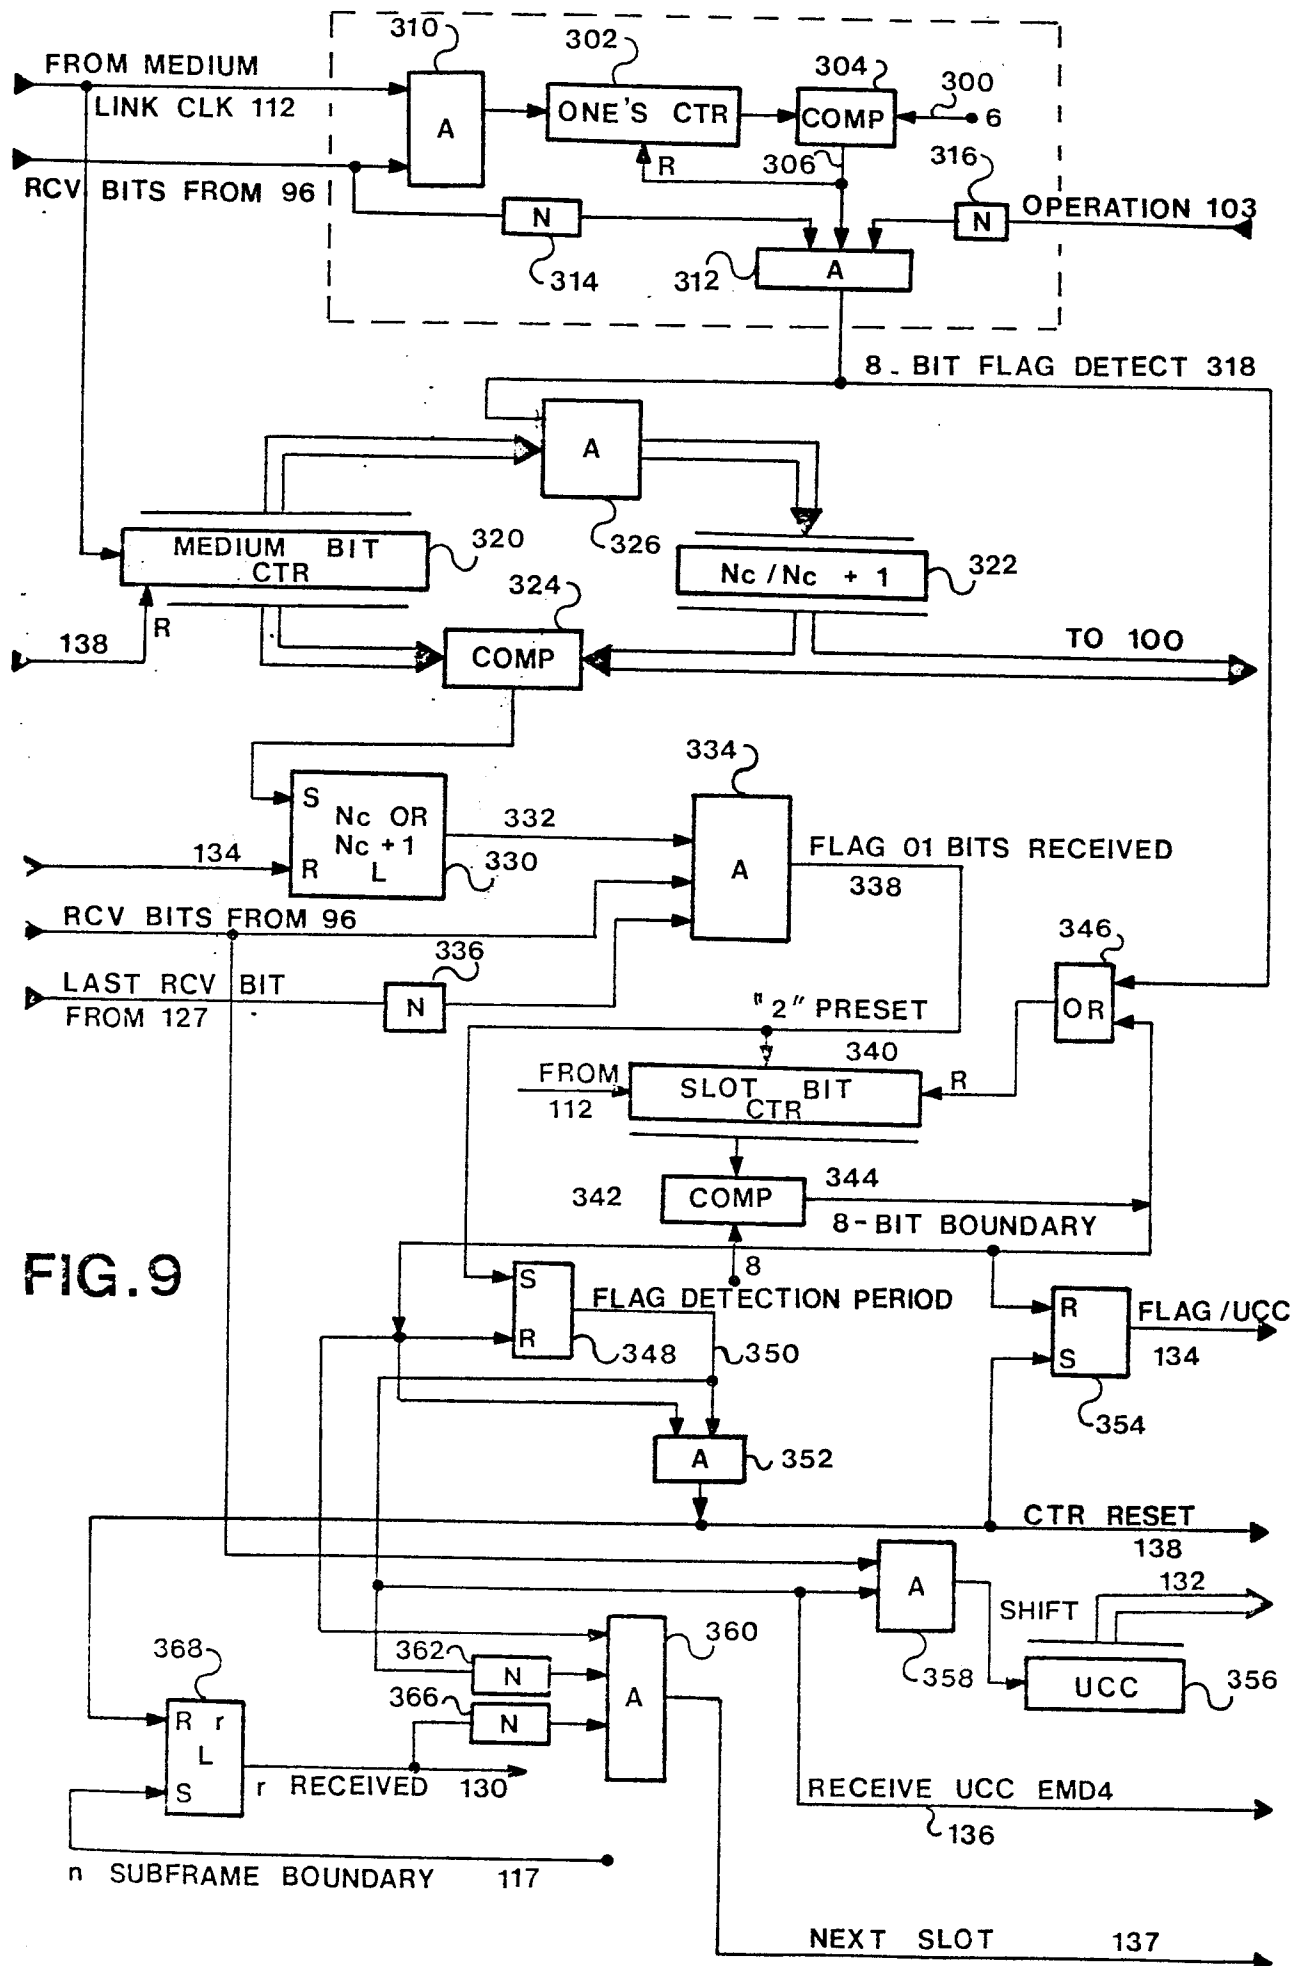 310
302
304
300
FROM MEDIUM
LINK CLK 112
A
ONE'S CTR
COMP
6
306
316
R
RCV BITS FROM 96
N
N
OPERATION 103
314
312
A
8-BIT FLAG DETECT 318
A
326
MEDIUM BIT
CTR
320
Nc/Nc + 1
322
324
138
R
COMP
TO 100
334
S
Nc OR
Nc + 1
L
R
332
134
330
A
FLAG 01 BITS RECEIVED
338
RCV BITS FROM 96
336
346
LAST RCV BIT
FROM 127
N
"2" PRESET
OR
340
FROM
112
SLOT BIT
CTR
R
342
COMP
344
8-BIT BOUNDARY
FIG.9
8
S
R
FLAG DETECTION PERIOD
348
350
R
S
FLAG/UCC
134
354
A
352
CTR RESET
138
A
132
SHIFT
358
UCC
356
360
362
N
366
N
A
368
R r
L
S
r RECEIVED 130
RECEIVE UCC EMD4
136
n SUBFRAME BOUNDARY 117
NEXT SLOT 137